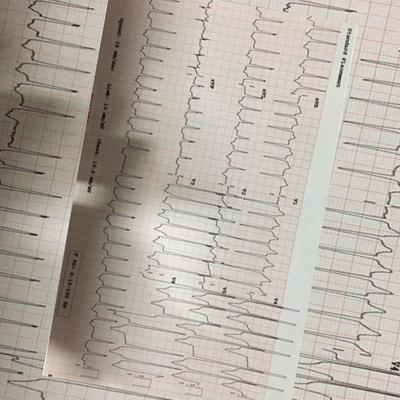 Standard Placement
aVR
aVL
aVF
V1
V2
V3
V4
V5
V6
Speed: 25 mm/sec
Limb: 10 mm/mV
Chest: 10.0 mm/mV
F 60~ 0.15-100 Hz
V4